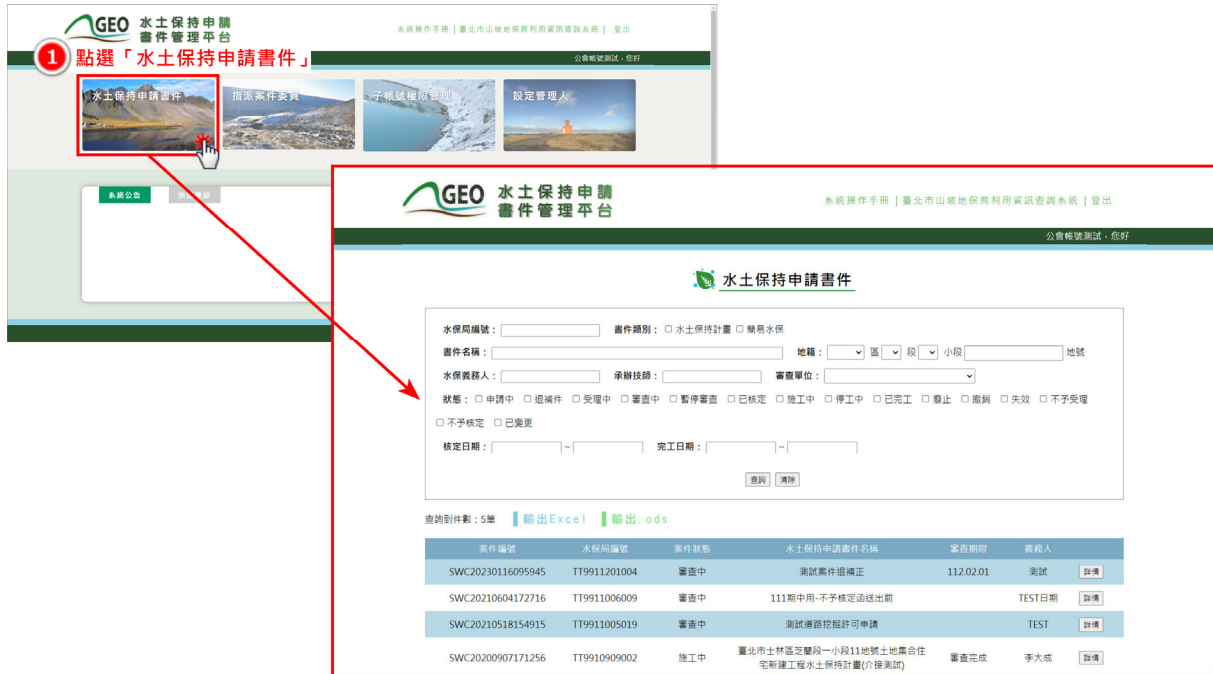 GEO 水土保持申請
書件管理平台
系統操作手冊 | 臺北市山坡地保育利用資訊查詢系統 | 登出
1 點選「水土保持申請書件」
公會帳號測試，您好
水土保持申請書件
指派案件委員
子帳號權限管理
設定管理人
系統公告
GEO 水土保持申請
書件管理平台
系統操作手冊 | 臺北市山坡地保育利用資訊查詢系統 | 登出
公會帳號測試，您好
水土保持申請書件
水保局編號： 書件類別： 水土保持計畫 簡易水保
書件名稱： 地籍： 區 段 小段 地號
水保義務人： 承辦技師： 審查單位：
狀態： 申請中 退補件 受理中 審查中 暫停審查 已核定 施工中 停工中 已完工 廢止 撤銷 失效 不予受理
不予核定 已變更
核定日期： ~ 完工日期： ~
查詢 清除
查詢到件數：5筆 輸出Excel 輸出.ods
案件編號 水保局編號 案件狀態 水土保持申請書件名稱 審查期限 義務人
SWC20230116095945 TT9911201004 審查中 測試案件退補正 112.02.01 測試 詳情
SWC20210604172716 TT9911006009 審查中 111期中用-不予核定函送出前 TEST日期 詳情
SWC20210518154915 TT9911005019 審查中 測試道路挖掘許可申請 TEST 詳情
SWC20200907171256 TT9910909002 施工中 臺北市士林區芝蘭段一小段11地號土地集合住
宅新建工程水土保持計畫(介接測試) 審查完成 李大成 詳情